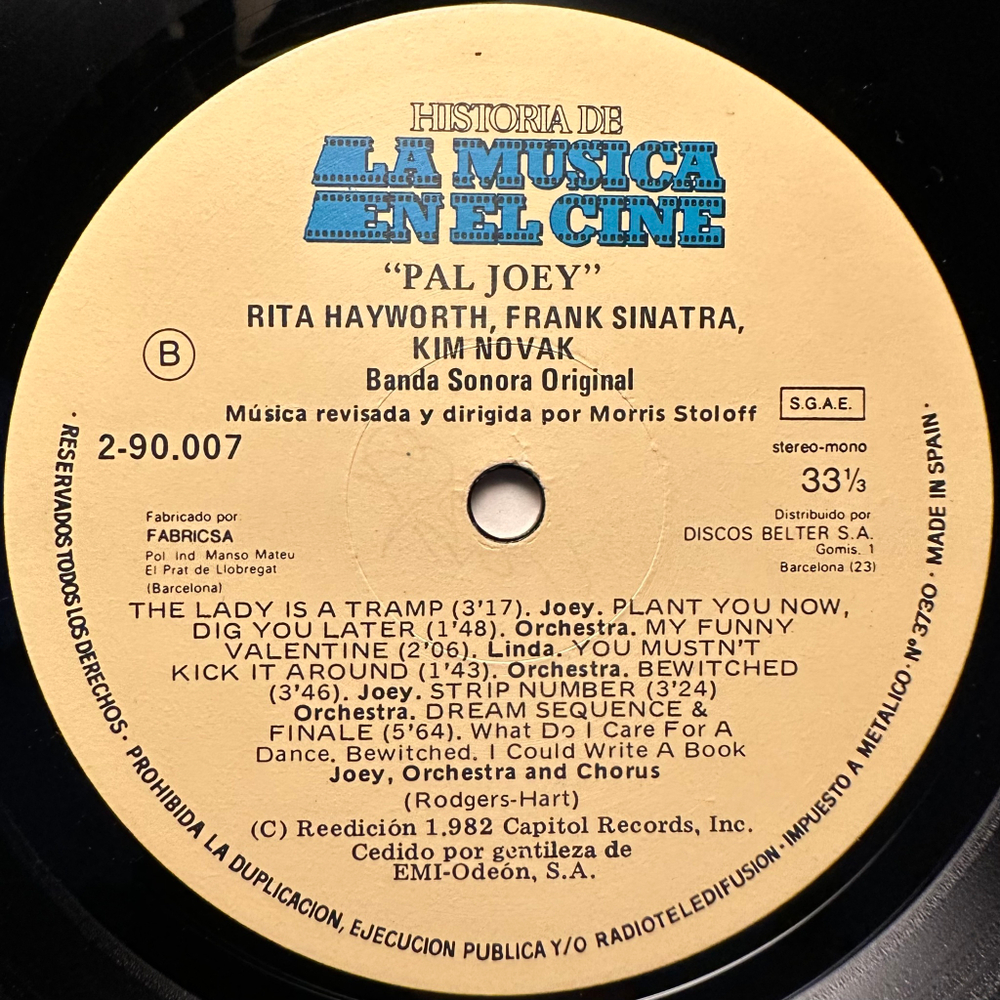 HISTORIA DE
LA MUSICA
EN EL CINE
“PAL JOEY”
RITA HAYWORTH, FRANK SINATRA,
KIM NOVAK
Banda Sonora Original
Música revisada y dirigida por Morris Stoloff
B
S.G.A.E.
2-90.007
stereo-mono
33⅓
Fabricado por:
FABRICSA
Pol Ind Manso Mateu
El Prat de Llobregat
(Barcelona)
Distribuido por
DISCOS BELTER S.A.
Gomis. 1
Barcelona (23)
THE LADY IS A TRAMP (3'17). Joey. PLANT YOU NOW,
DIG YOU LATER (1'48). Orchestra. MY FUNNY
VALENTINE (2'06). Linda. YOU MUSTN'T
KICK IT AROUND (1'43). Orchestra. BEWITCHED
(3'46). Joey. STRIP NUMBER (3'24)
Orchestra. DREAM SEQUENCE &
FINALE (5'64). What Do I Care For A
Dance. Bewitched. I Could Write A Book
Joey, Orchestra and Chorus
(Rodgers-Hart)
(C) Reedición 1.982 Capitol Records, Inc.
Cedido por gentileza de
EMI-Odeón, S.A.
· RESERVADOS TODOS LOS DERECHOS · PROHIBIDA LA DUPLICACION, EJECUCION PUBLICA Y/O RADIOTELEDIFUSION · IMPUESTO A METALICO · Nº 3730 · MADE IN SPAIN ·